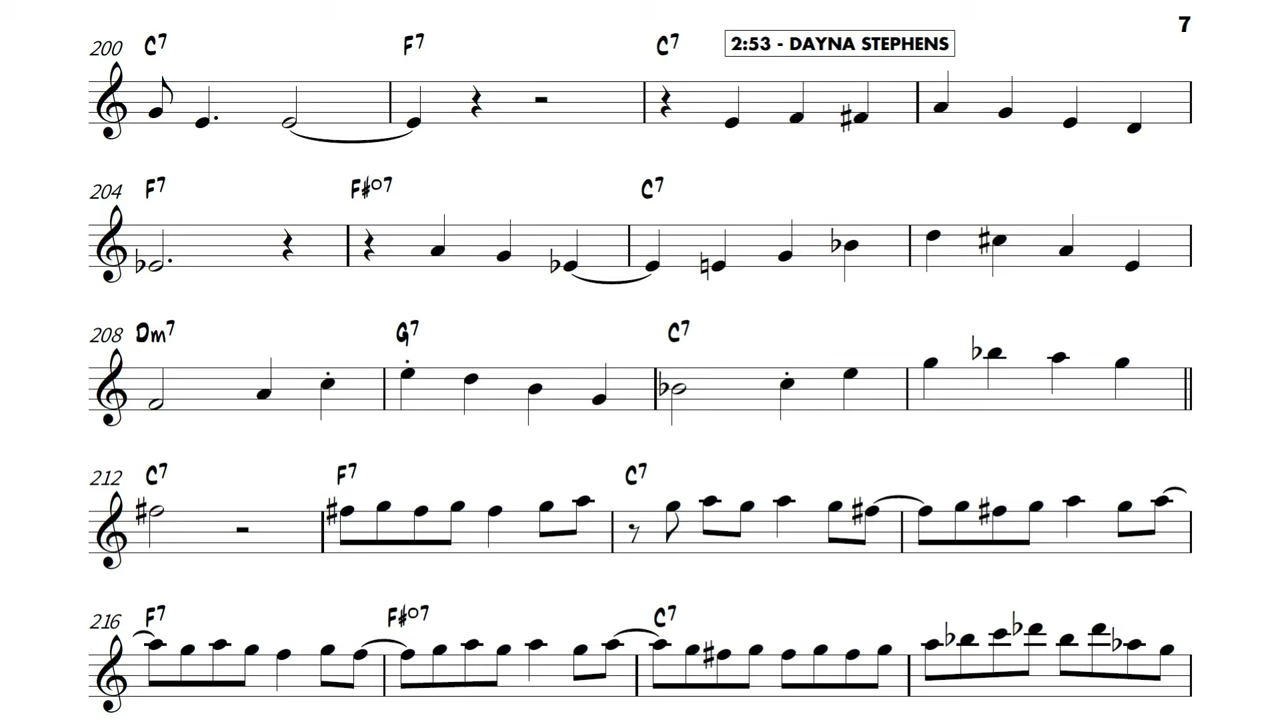 7
200 C7 F7 C7 2:53 - DAYNA STEPHENS
204 F7 F#o7 C7
208 Dm7 G7 C7
212 C7 F7 C7
216 F7 F#o7 C7